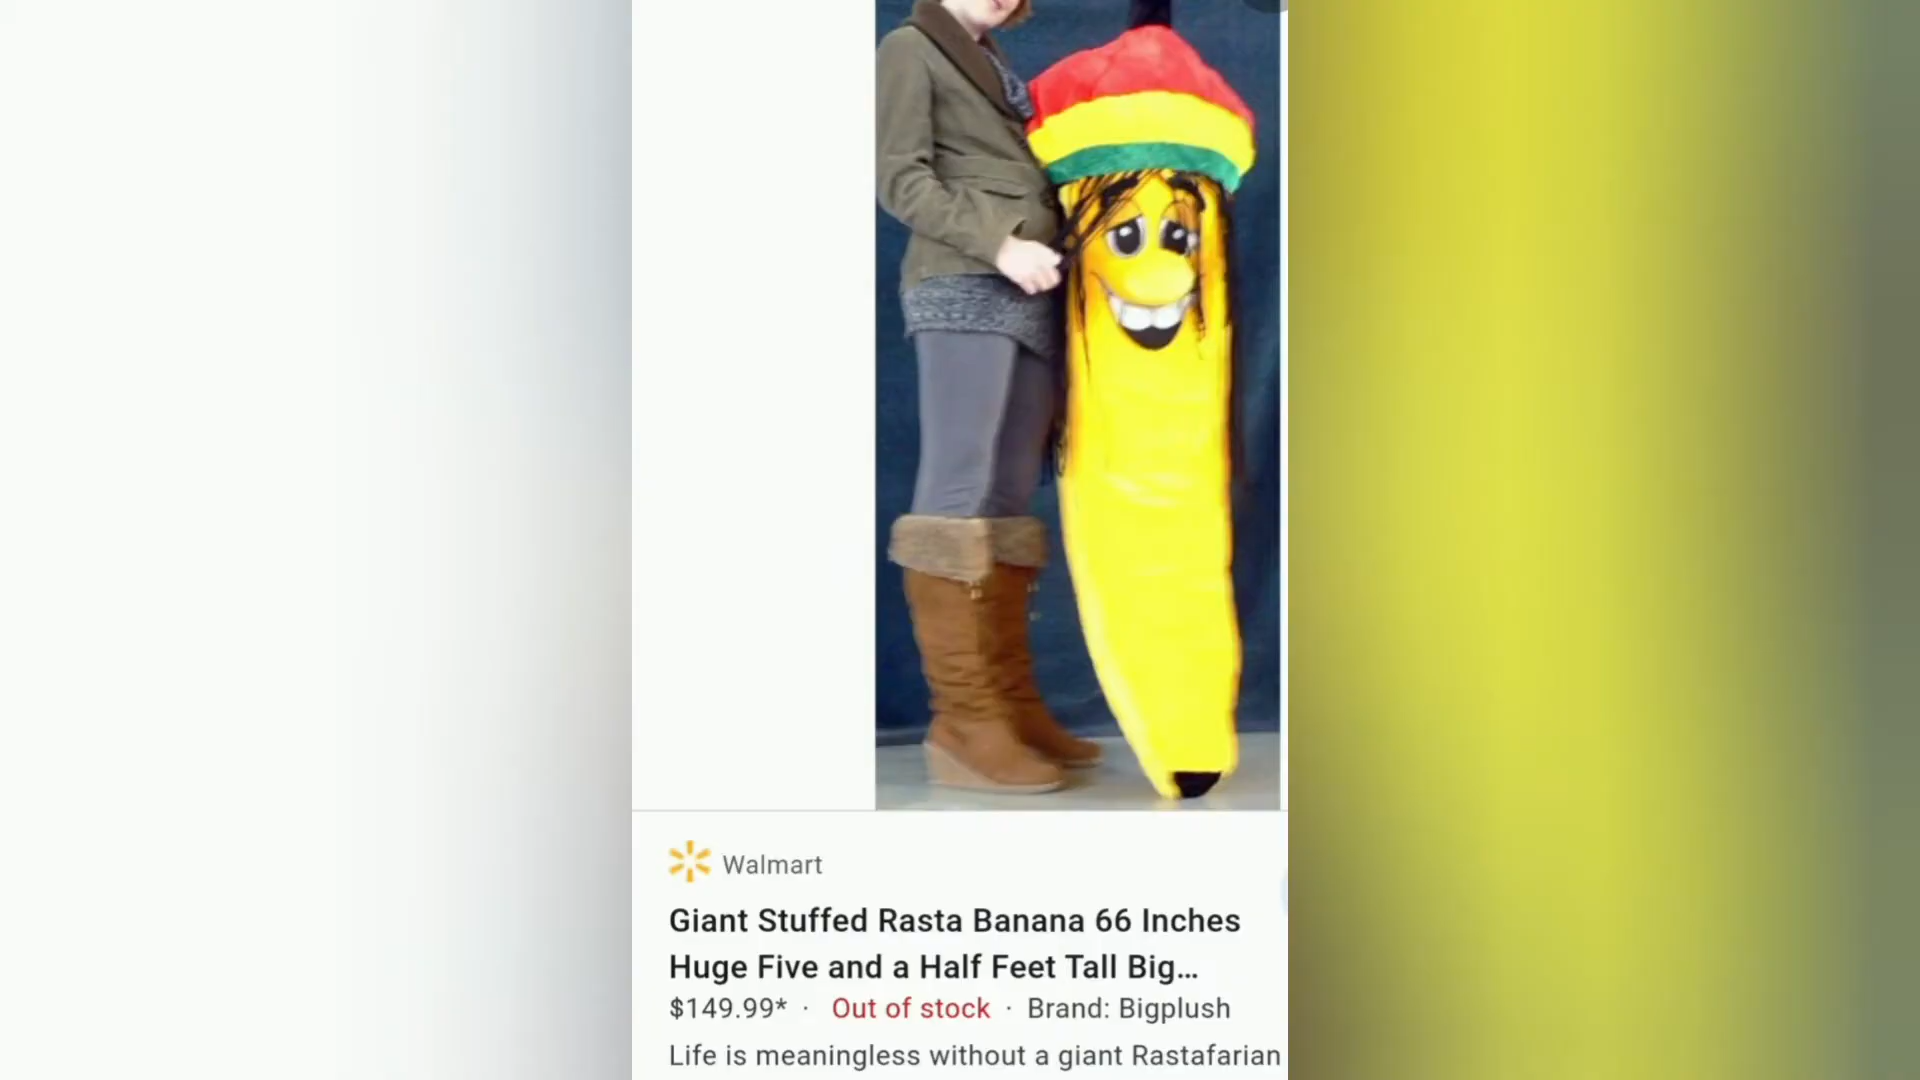 Walmart
Giant Stuffed Rasta Banana 66 Inches
Huge Five and a Half Feet Tall Big…
$149.99* · Out of stock · Brand: Bigplush
Life is meaningless without a giant Rastafarian